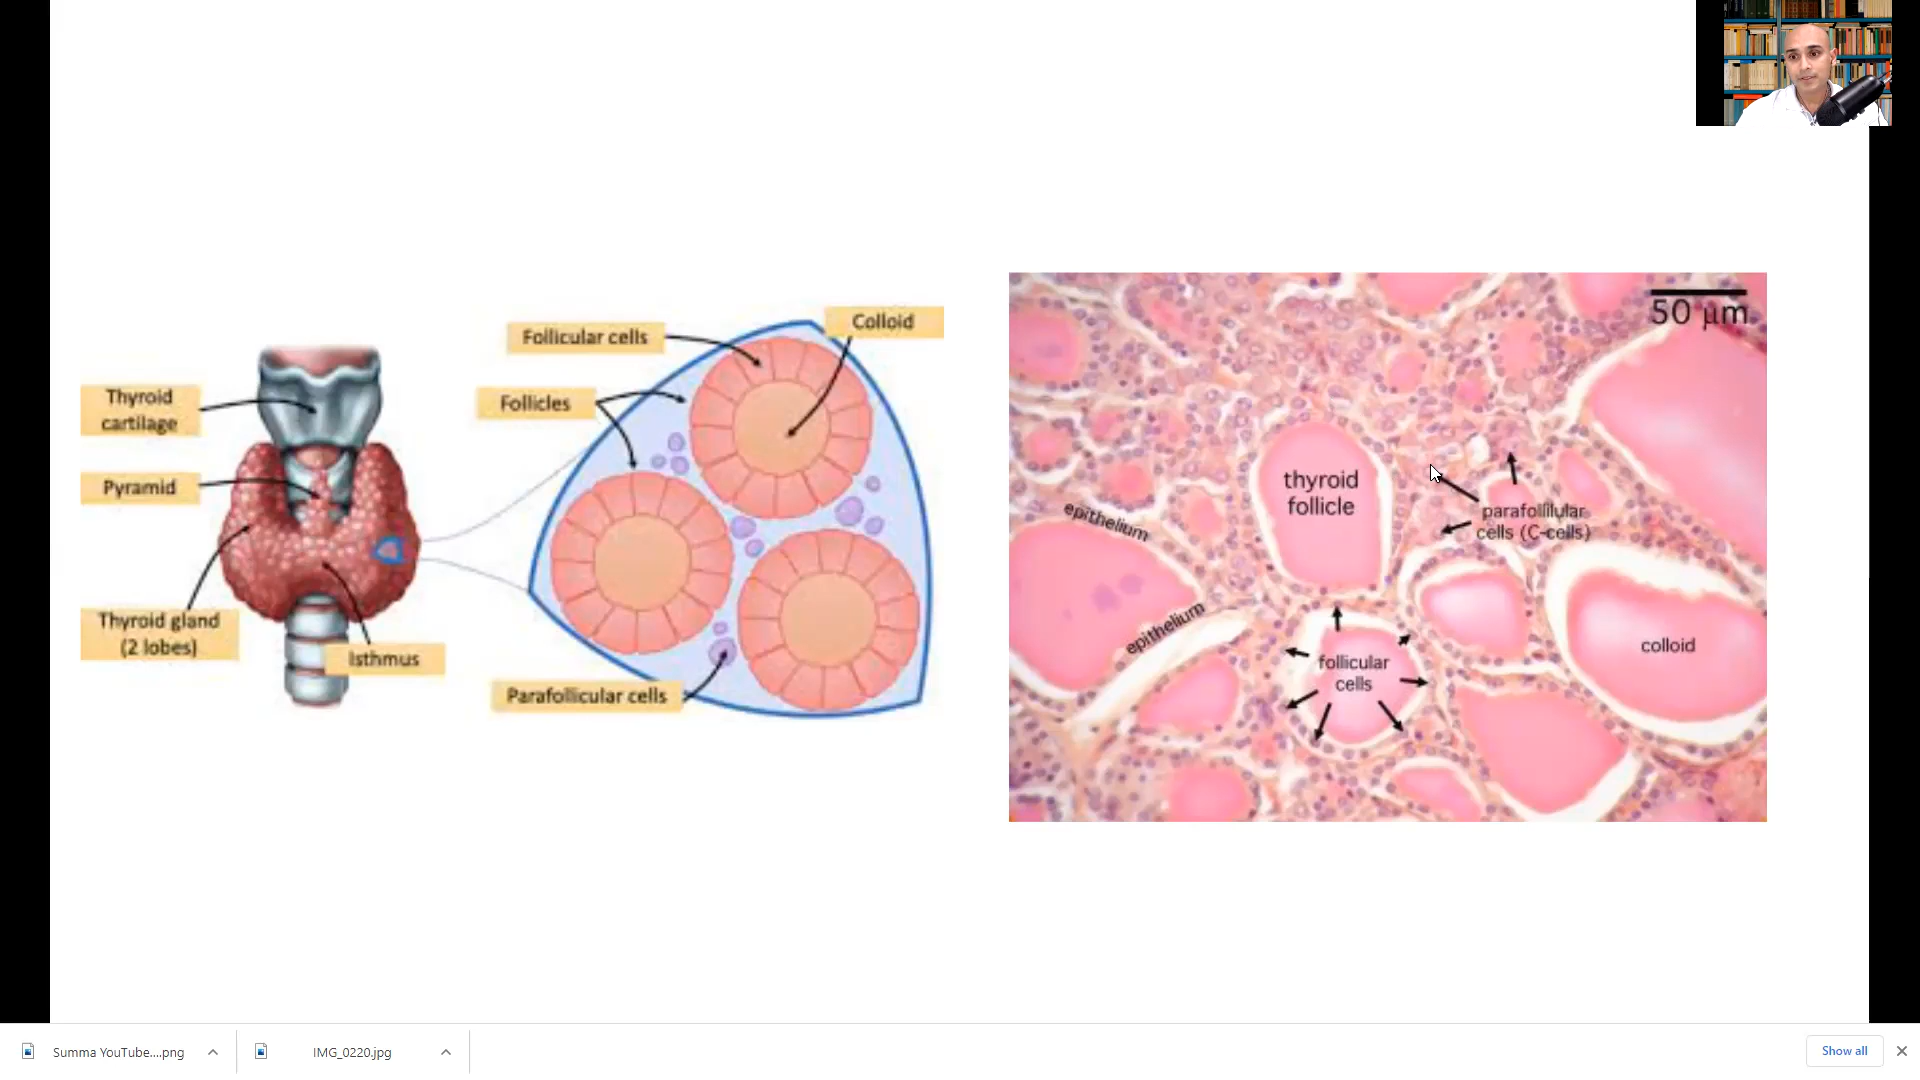 Thyroid
cartilage
Pyramid
Thyroid gland
(2 lobes)
Isthmus
Follicular cells
Colloid
Follicles
Parafollicular cells
50 μm
thyroid
follicle
epithelium
parafollilular
cells (C-cells)
epithelium
follicular
cells
colloid
Summa YouTube....png
IMG_0220.jpg
Show all